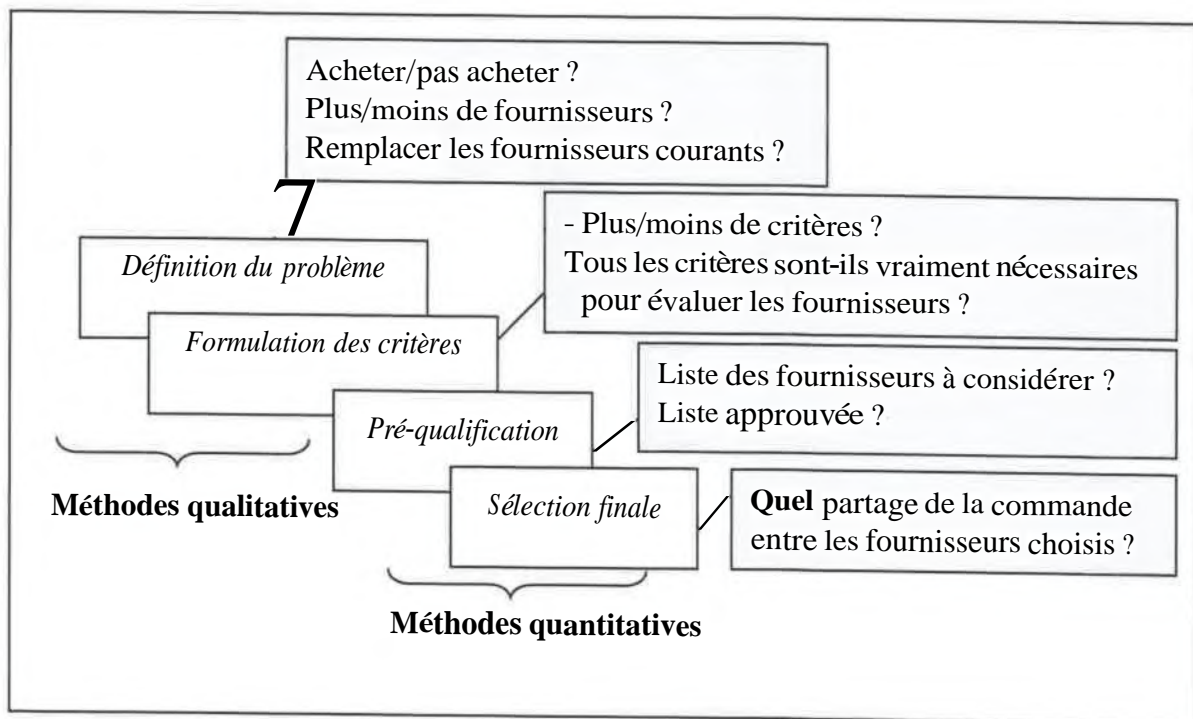 Acheter/pas acheter ?
Plus/moins de fournisseurs ?
Remplacer les fournisseurs courants ?
7
- Plus/moins de critères ?
Tous les critères sont-ils vraiment nécessaires
pour évaluer les fournisseurs ?
Définition du problème
Formulation des critères
Liste des fournisseurs à considérer ?
Liste approuvée ?
Pré-qualification
Méthodes qualitatives
Sélection finale
Quel partage de la commande
entre les fournisseurs choisis ?
Méthodes quantitatives